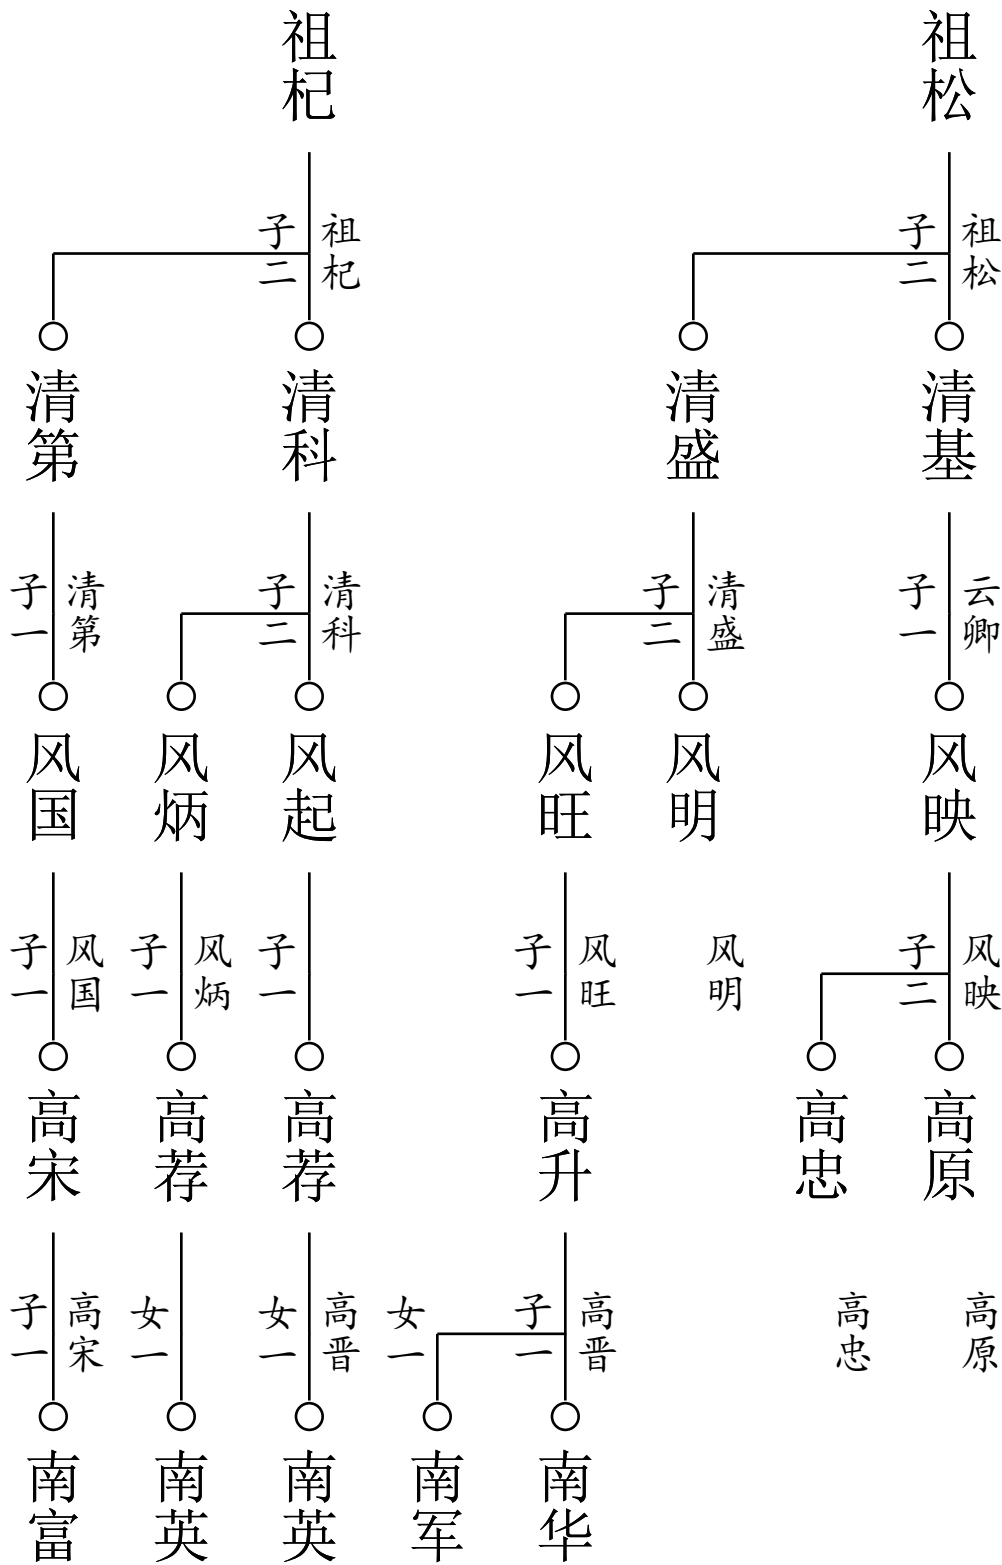 祖松
祖杞
祖松
子二
祖杞
子二
清基
清盛
清科
清第
云卿
子一
清盛
子二
清科
子二
清第
子一
风映
风明
风旺
风起
风炳
风国
风映
子二
风明
风旺
子一
子一
风炳
子一
风国
子一
高原
高忠
高升
高荐
高荐
高宋
高原
高忠
高晋
子一
女一
高晋
女一
女一
高宋
子一
南华
南军
南英
南英
南富